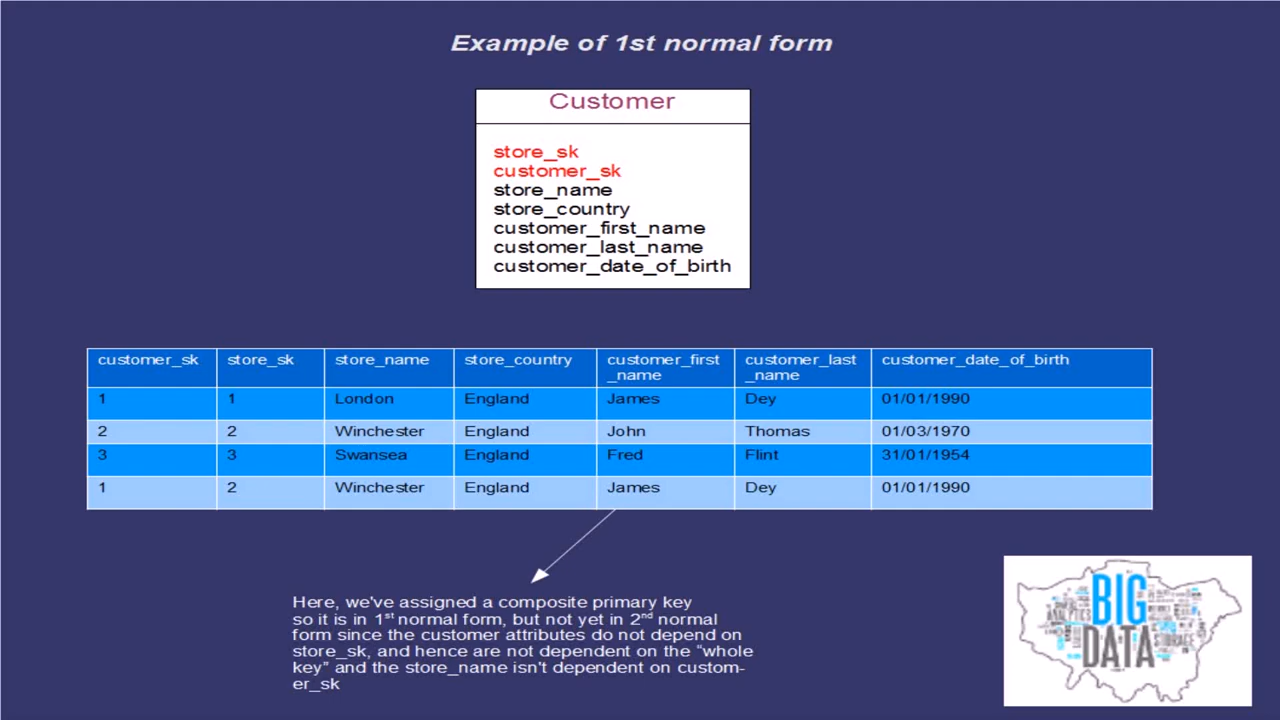 Example of 1st normal form
Customer
store_sk
customer_sk
store_name
store_country
customer_first_name
customer_last_name
customer_date_of_birth
customer_sk store_sk store_name store_country customer_first_name customer_last_name customer_date_of_birth
1 1 London England James Dey 01/01/1990
2 2 Winchester England John Thomas 01/03/1970
3 3 Swansea England Fred Flint 31/01/1954
1 2 Winchester England James Dey 01/01/1990
Here, we've assigned a composite primary key
so it is in 1st normal form, but not yet in 2nd normal
form since the customer attributes do not depend on
store_sk, and hence are not dependent on the “whole
key” and the store_name isn't dependent on custom-
er_sk
BIG
DATA